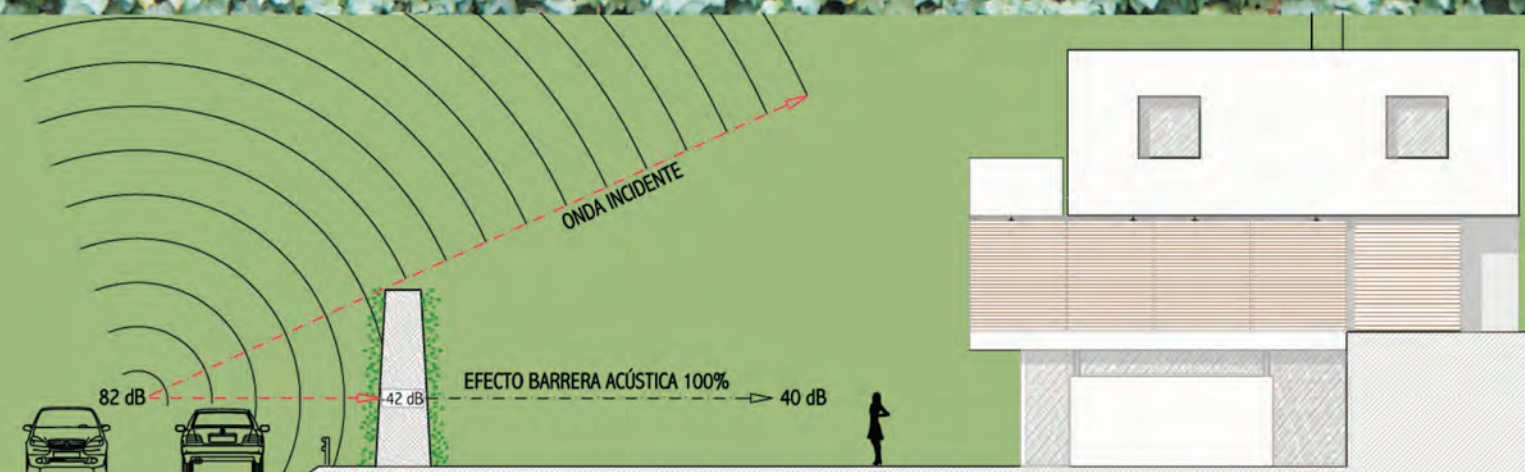 ONDA INCIDENTE
EFECTO BARRERA ACÚSTICA 100%
82 dB
-42 dB
40 dB